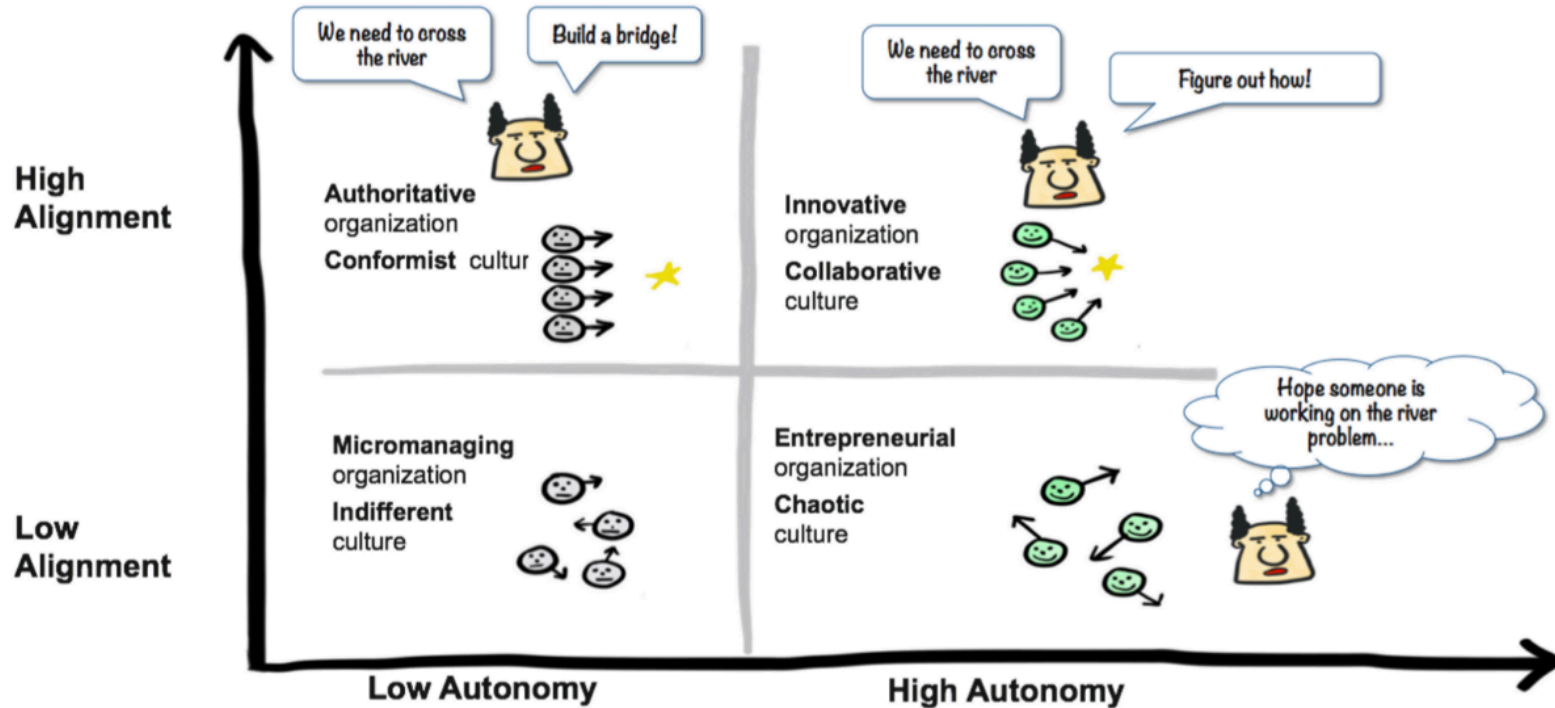 We need to cross
the river
Build a bridge!
We need to cross
the river
Figure out how!
High
Alignment
Authoritative
organization
Conformist cultur
Innovative
organization
Collaborative
culture
Hope someone is
working on the river
problem...
Low
Alignment
Micromanaging
organization
Indifferent
culture
Entrepreneurial
organization
Chaotic
culture
Low Autonomy
High Autonomy